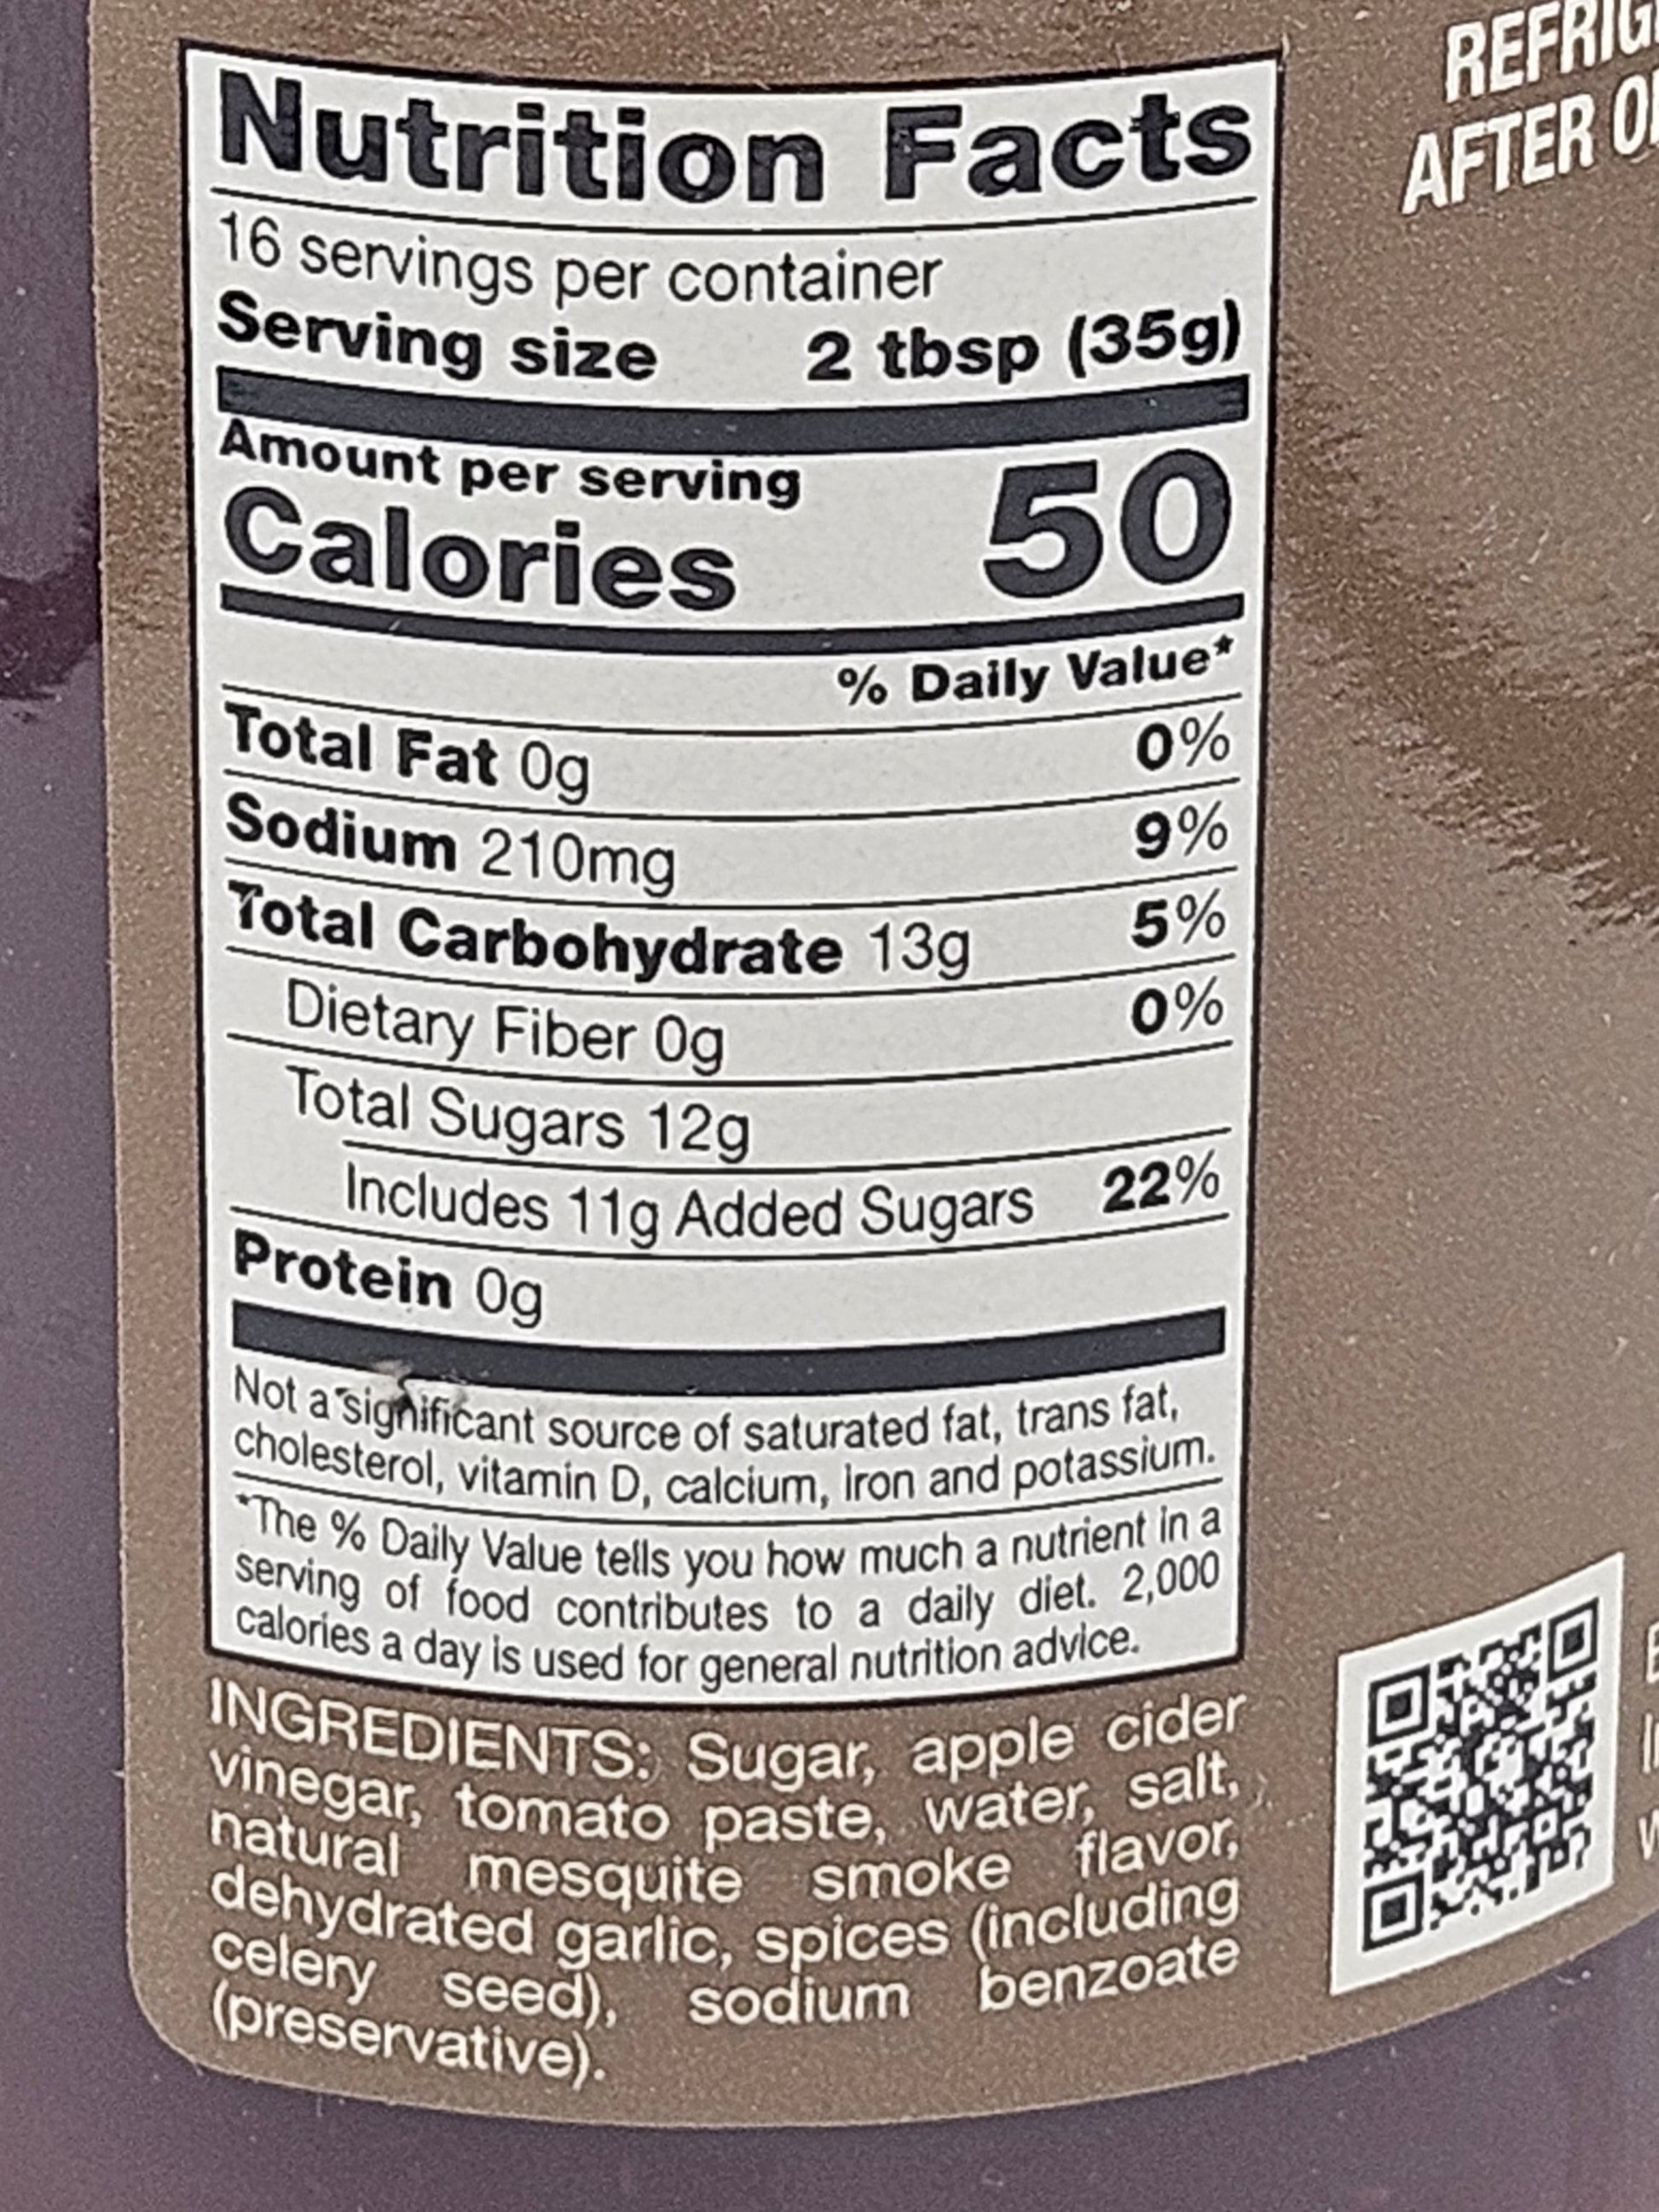 REFRIG
AFTER O
Nutrition Facts
16 servings per container
Serving size 2 tbsp (35g)
Amount per serving
Calories 50
% Daily Value*
Total Fat 0g 0%
Sodium 210mg 9%
Total Carbohydrate 13g 5%
Dietary Fiber 0g 0%
Total Sugars 12g
Includes 11g Added Sugars 22%
Protein 0g
Not a significant source of saturated fat, trans fat,
cholesterol, vitamin D, calcium, iron and potassium.
*The % Daily Value tells you how much a nutrient in a
serving of food contributes to a daily diet. 2,000
calories a day is used for general nutrition advice.
INGREDIENTS: Sugar, apple cider
vinegar, tomato paste, water, salt,
natural mesquite smoke flavor,
dehydrated garlic, spices (including
celery seed), sodium benzoate
(preservative).